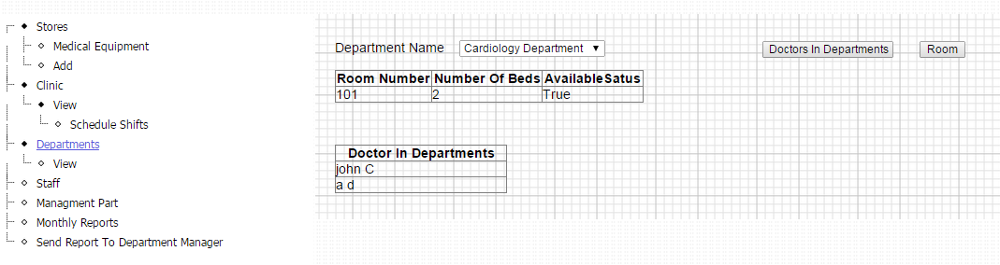 Stores
Medical Equipment
Add
Clinic
View
Schedule Shifts
Departments
View
Staff
Managment Part
Monthly Reports
Send Report To Department Manager
Department Name Cardiology Department Doctors In Departments Room
Room Number Number Of Beds AvailableSatus
101 2 True
Doctor In Departments
john C
a d